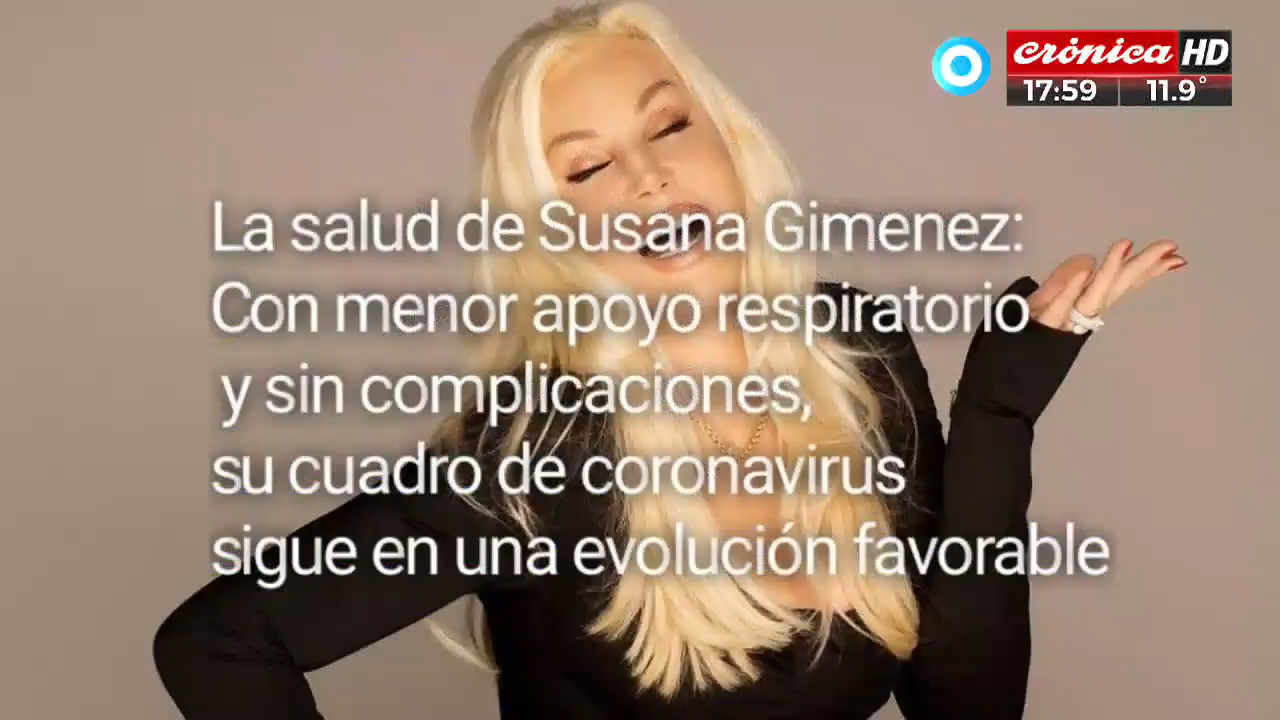 crónica HD
17:59 11.9°
La salud de Susana Gimenez:
Con menor apoyo respiratorio
y sin complicaciones,
su cuadro de coronavirus
sigue en una evolución favorable